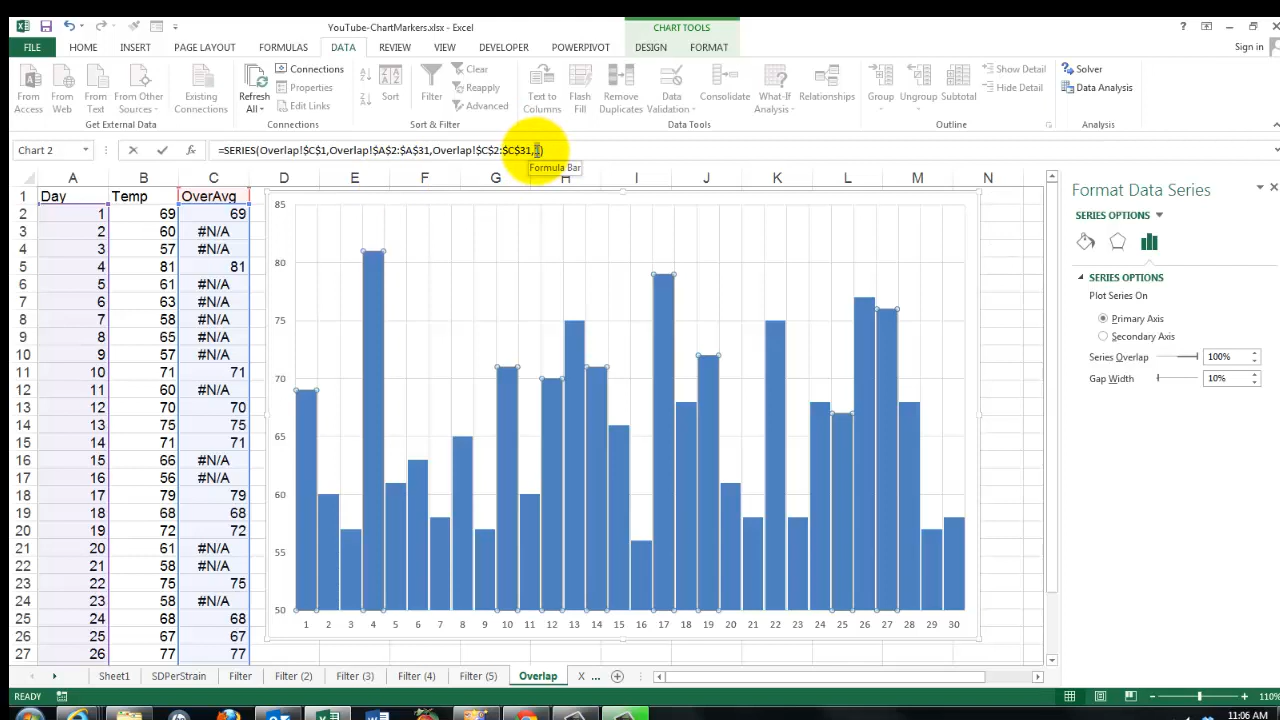 YouTube-ChartMarkers.xlsx - Excel
CHART TOOLS
?
FILE
HOME
INSERT
PAGE LAYOUT
FORMULAS
DATA
REVIEW
VIEW
DEVELOPER
POWERPIVOT
DESIGN
FORMAT
Sign in
From Access
From Web
From Text
From Other Sources
Existing Connections
Get External Data
Refresh All
Connections
Properties
Edit Links
Connections
Sort
Filter
Clear
Reapply
Advanced
Sort & Filter
Text to Columns
Flash Fill
Remove Duplicates
Data Validation
Consolidate
What-If Analysis
Relationships
Data Tools
Group
Ungroup
Subtotal
Show Detail
Hide Detail
Outline
Solver
Data Analysis
Analysis
Chart 2
fx
=SERIES(Overlap!$C$1,Overlap!$A$2:$A$31,Overlap!$C$2:$C$31,
)
Formula Bar
A B C D E F G H I J K L M N
1 Day Temp OverAvg
2 1 69 69
3 2 60 #N/A
4 3 57 #N/A
5 4 81 81
6 5 61 #N/A
7 6 63 #N/A
8 7 58 #N/A
9 8 65 #N/A
10 9 57 #N/A
11 10 71 71
12 11 60 #N/A
13 12 70 70
14 13 75 75
15 14 71 71
16 15 66 #N/A
17 16 56 #N/A
18 17 79 79
19 18 68 68
20 19 72 72
21 20 61 #N/A
22 21 58 #N/A
23 22 75 75
24 23 58 #N/A
25 24 68 68
26 25 67 67
27 26 77 77
85
80
75
70
65
60
55
50
1 2 3 4 5 6 7 8 9 10 11 12 13 14 15 16 17 18 19 20 21 22 23 24 25 26 27 28 29 30
Format Data Series
SERIES OPTIONS
SERIES OPTIONS
Plot Series On
Primary Axis
Secondary Axis
Series Overlap 100%
Gap Width 10%
Sheet1
SDPerStrain
Filter
Filter (2)
Filter (3)
Filter (4)
Filter (5)
Overlap
X ...
READY
110%
11:06 AM